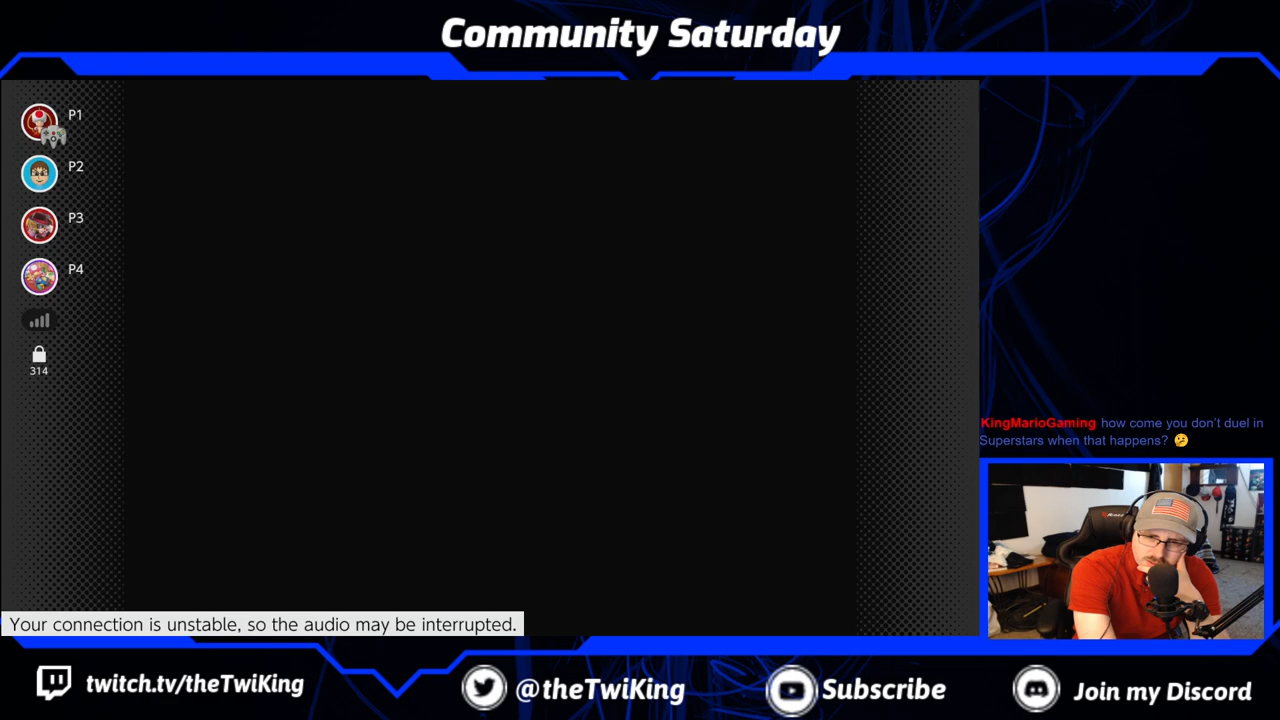 Community Saturday
P1
P2
P3
P4
314
KingMarioGaming how come you don't duel in
Superstars when that happens? 🤔
Your connection is unstable, so the audio may be interrupted.
twitch.tv/theTwiKing
@theTwiKing
Subscribe
Join my Discord